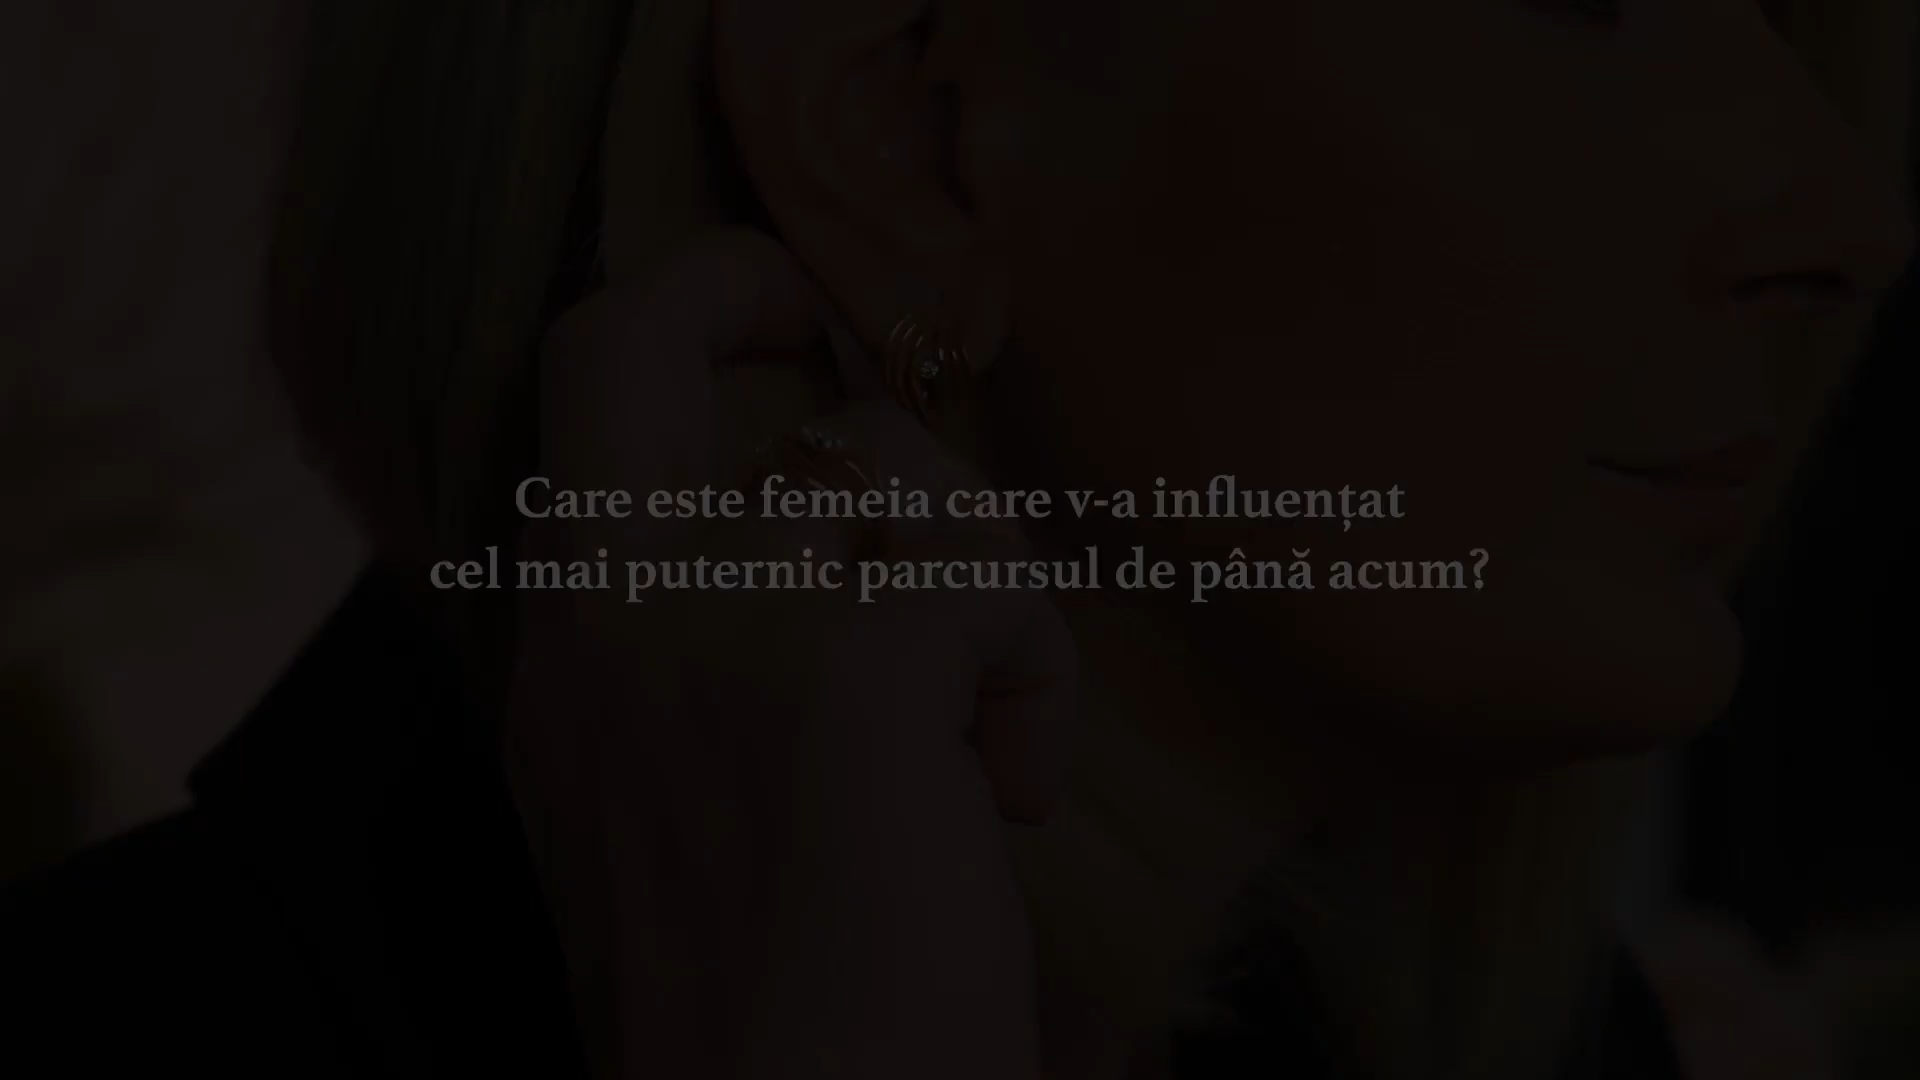 Care este femeia care v-a influențat
cel mai puternic parcursul de până acum?